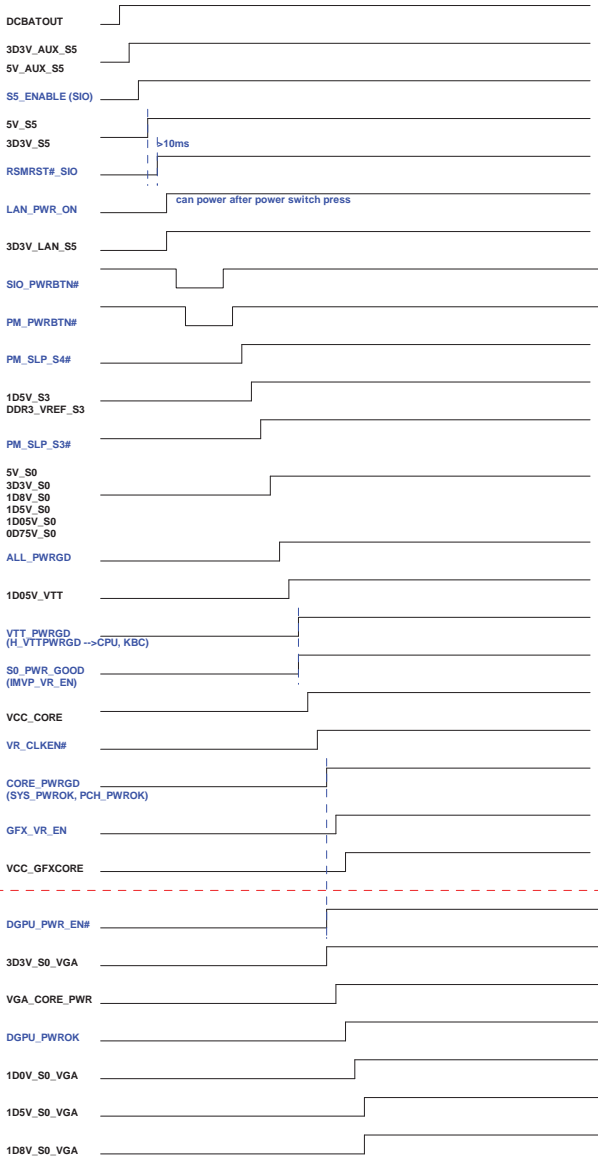 DCBATOUT
3D3V_AUX_S5
5V_AUX_S5
S5_ENABLE (SIO)
5V_S5
3D3V_S5
>10ms
RSMRST#_SIO
can power after power switch press
LAN_PWR_ON
3D3V_LAN_S5
SIO_PWRBTN#
PM_PWRBTN#
PM_SLP_S4#
1D5V_S3
DDR3_VREF_S3
PM_SLP_S3#
5V_S0
3D3V_S0
1D8V_S0
1D5V_S0
1D05V_S0
0D75V_S0
ALL_PWRGD
1D05V_VTT
VTT_PWRGD
(H_VTTPWRGD -->CPU, KBC)
S0_PWR_GOOD
(IMVP_VR_EN)
VCC_CORE
VR_CLKEN#
CORE_PWRGD
(SYS_PWROK, PCH_PWROK)
GFX_VR_EN
VCC_GFXCORE
DGPU_PWR_EN#
3D3V_S0_VGA
VGA_CORE_PWR
DGPU_PWROK
1D0V_S0_VGA
1D5V_S0_VGA
1D8V_S0_VGA